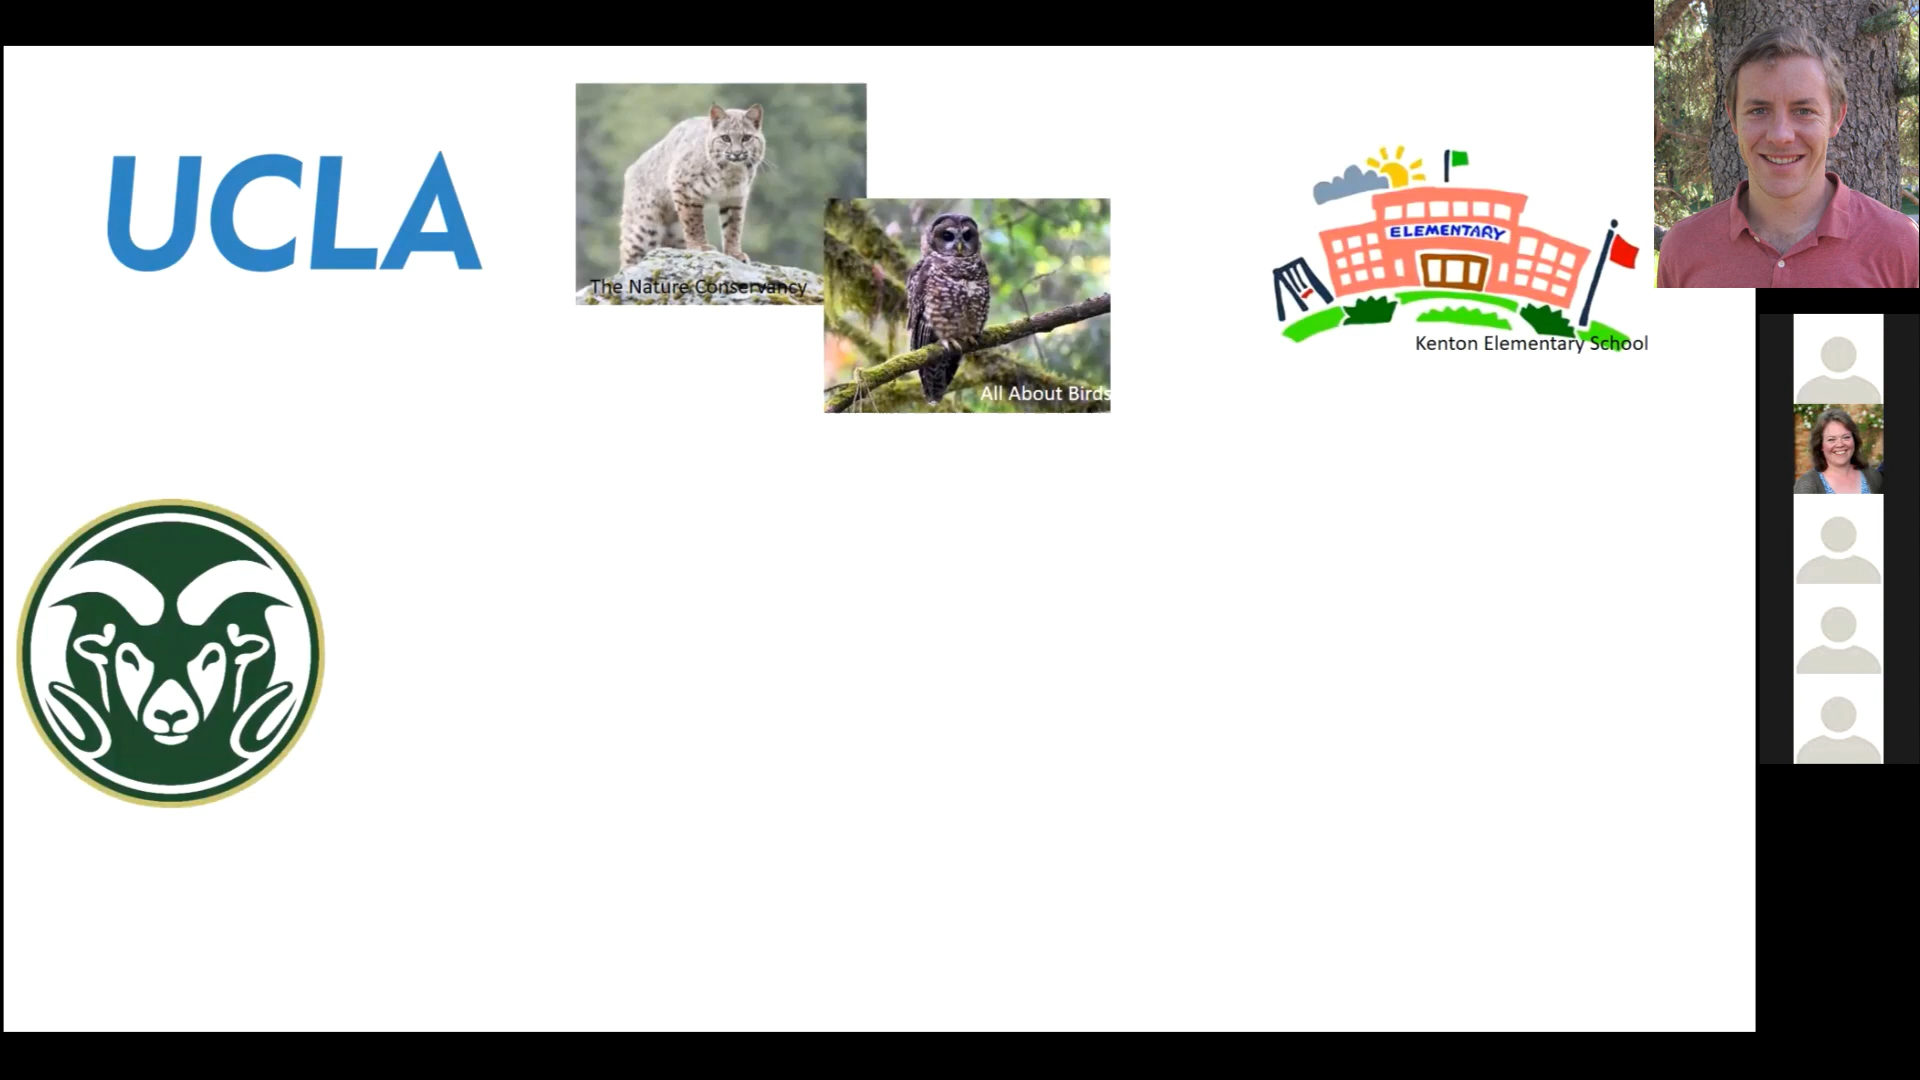 UCLA
The Nature Conservancy
All About Birds
ELEMENTARY
Kenton Elementary School